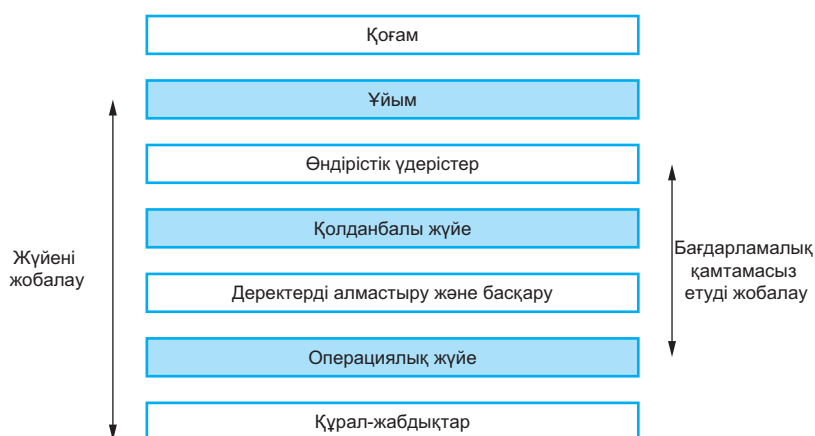 Қоғам
Ұйым
Өндірістік үдерістер
Қолданбалы жүйе
Деректерді алмастыру және басқару
Операциялық жүйе
Құрал-жабдықтар
Жүйені
жобалау
Бағдарламалық
қамтамасыз
етуді жобалау